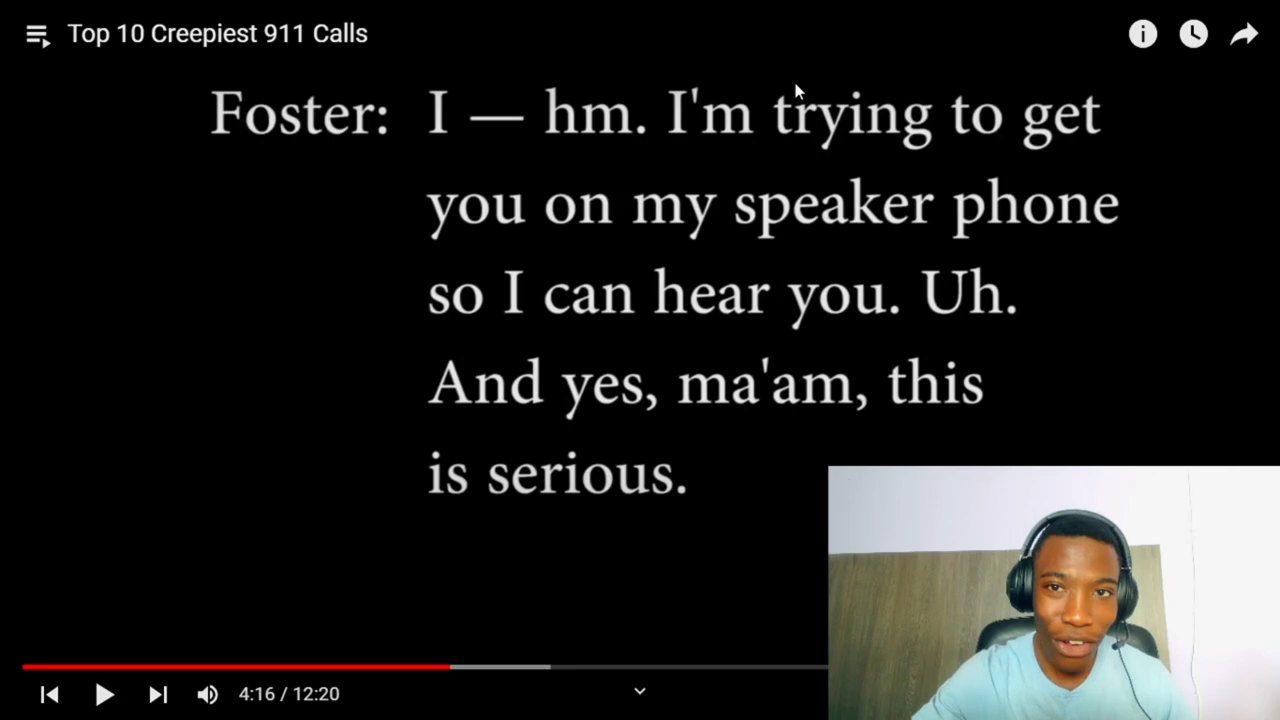 Top 10 Creepiest 911 Calls
Foster: I — hm. I'm trying to get
you on my speaker phone
so I can hear you. Uh.
And yes, ma'am, this
is serious.
4:16 / 12:20